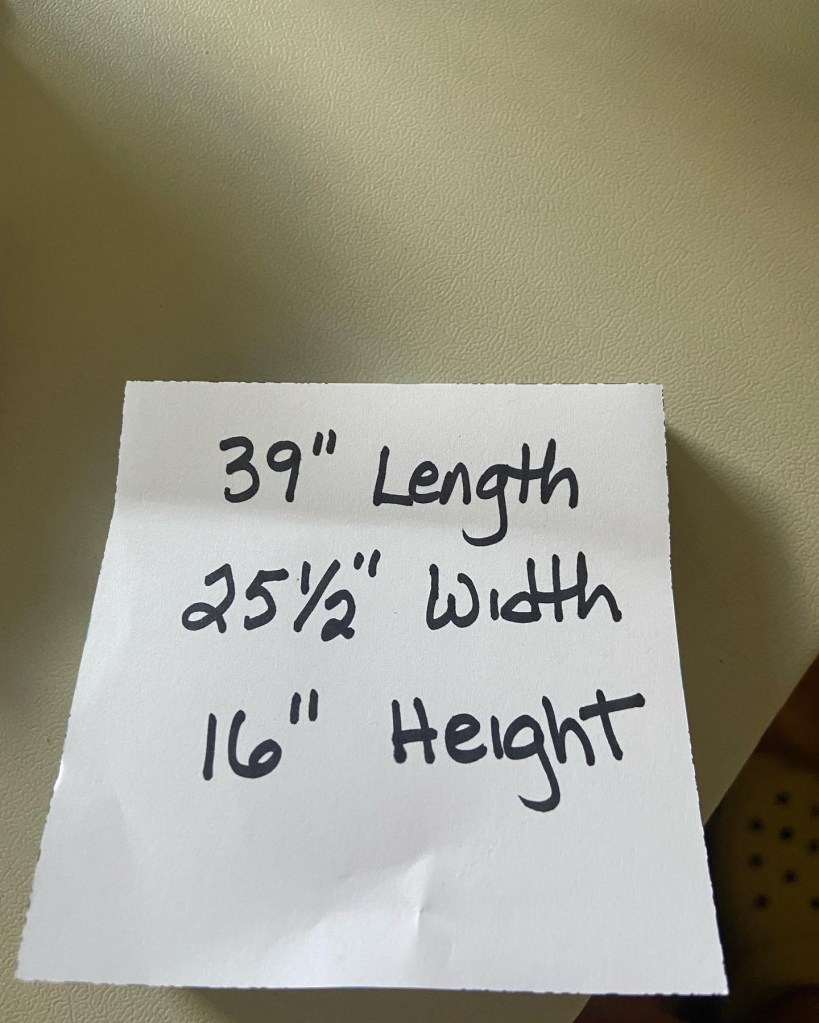 39" Length
25½" Width
16" Height